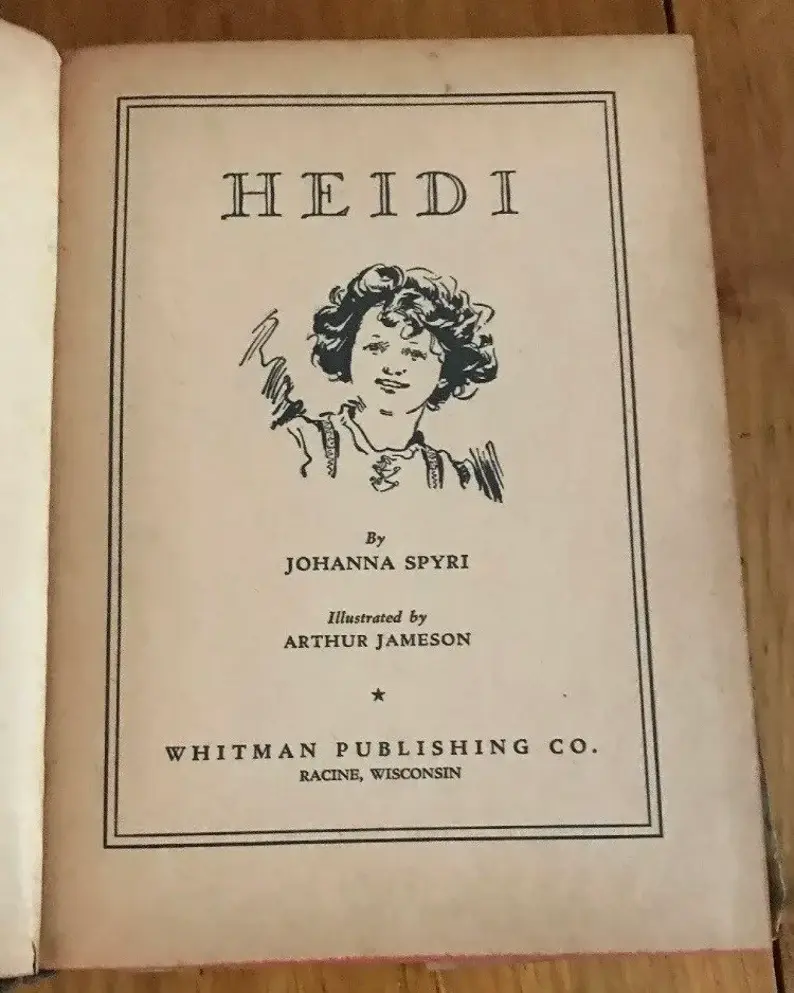 HEIDI
By
JOHANNA SPYRI
Illustrated by
ARTHUR JAMESON
★
WHITMAN PUBLISHING CO.
RACINE, WISCONSIN